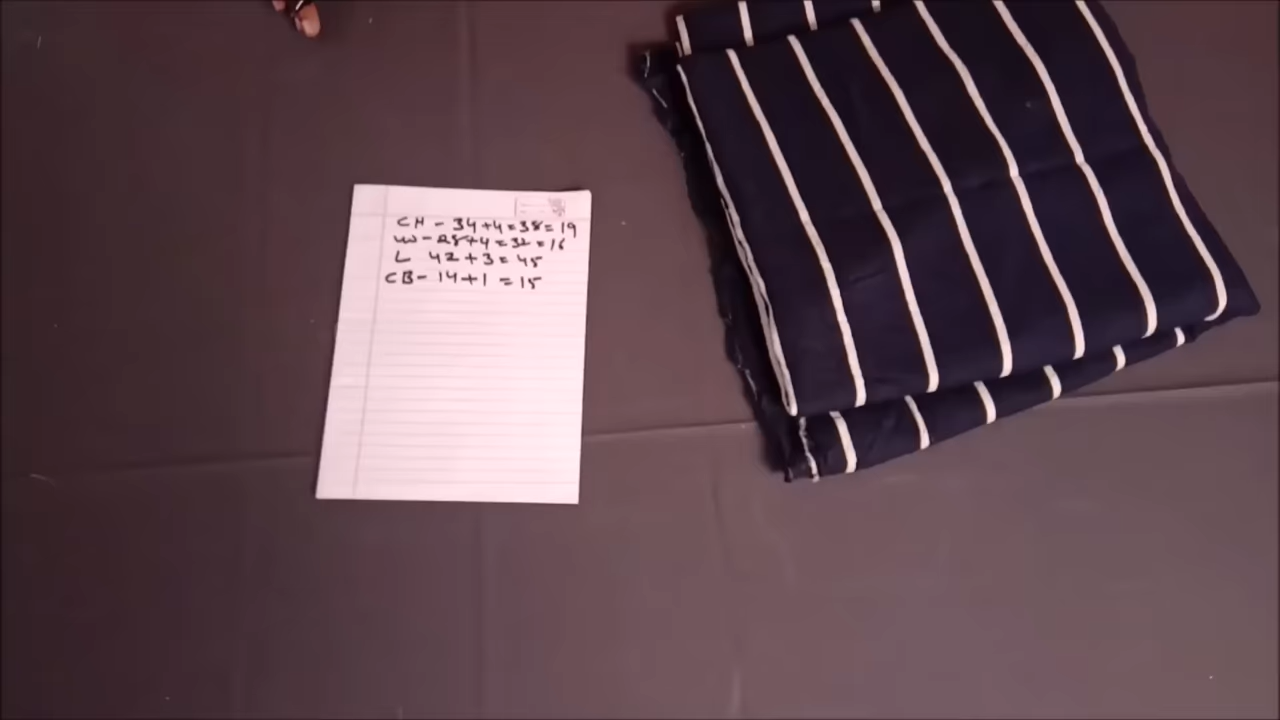 CH - 34+4=38=19
W - 28+4=32=16
L 42+3=45
CB - 14+1 =15